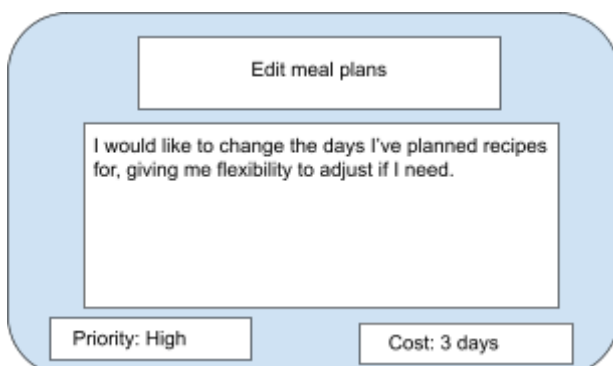 Edit meal plans
I would like to change the days I've planned recipes
for, giving me flexibility to adjust if I need.
Priority: High
Cost: 3 days